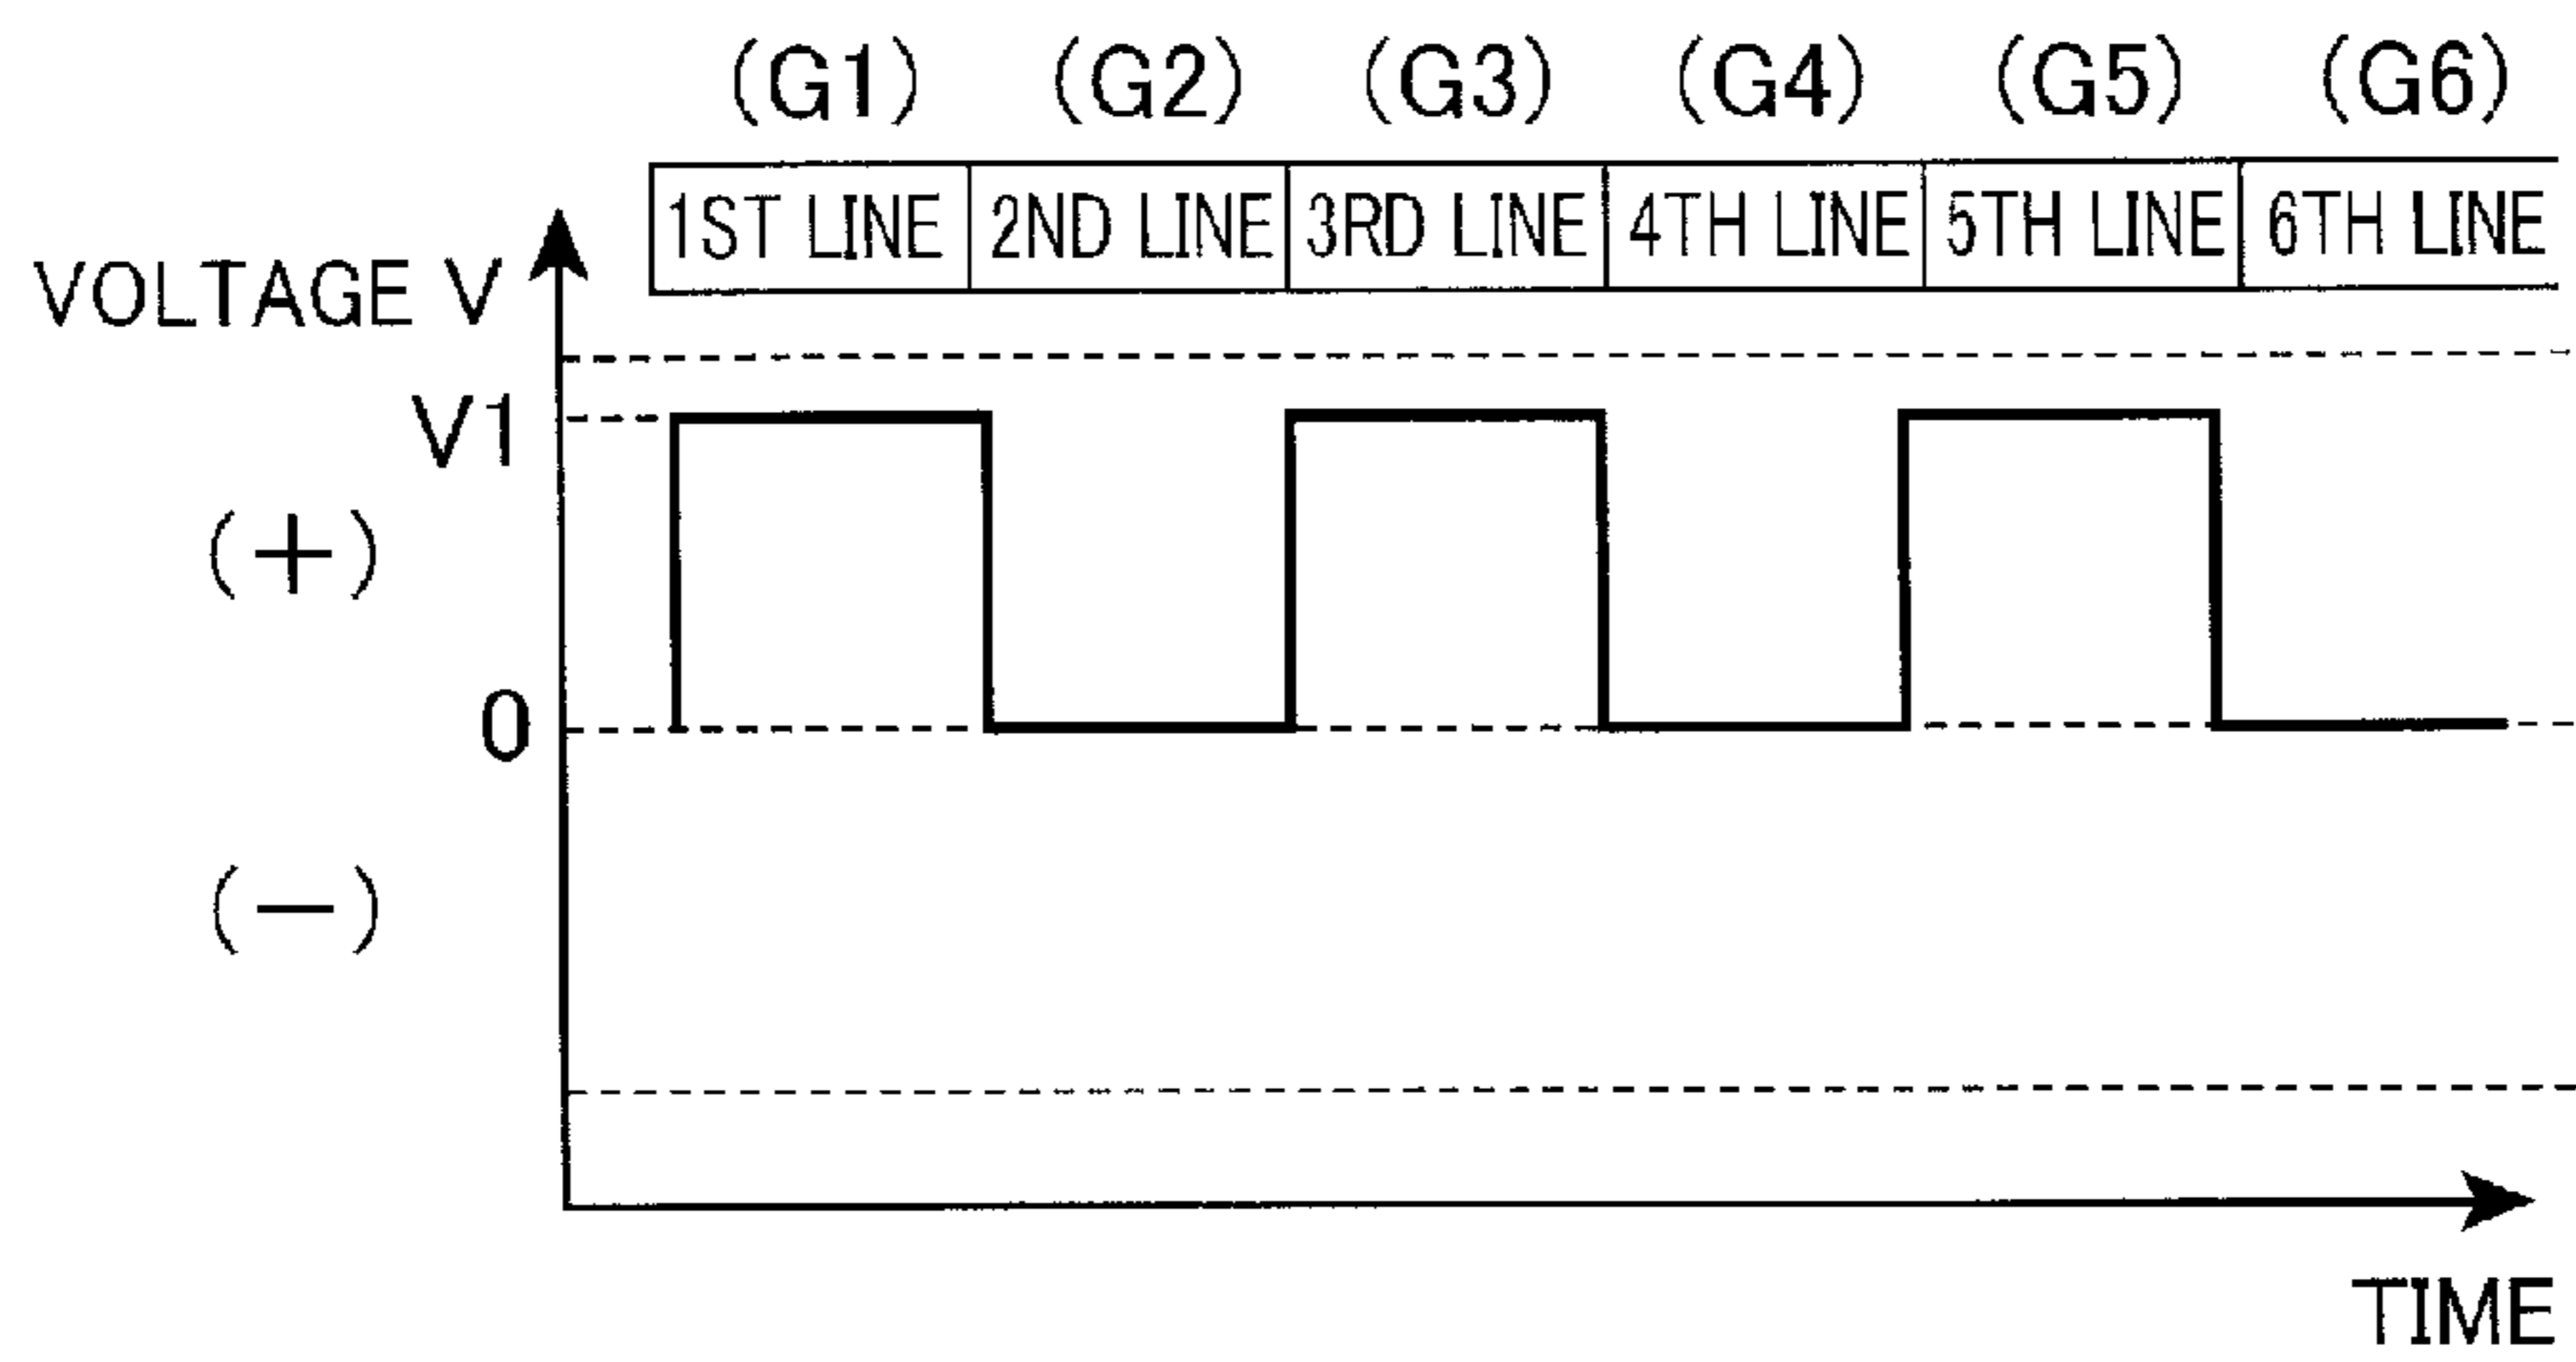 (G1) (G2) (G3) (G4) (G5) (G6)
1ST LINE 2ND LINE 3RD LINE 4TH LINE 5TH LINE 6TH LINE
VOLTAGE V
V1
(+)
0
(−)
TIME